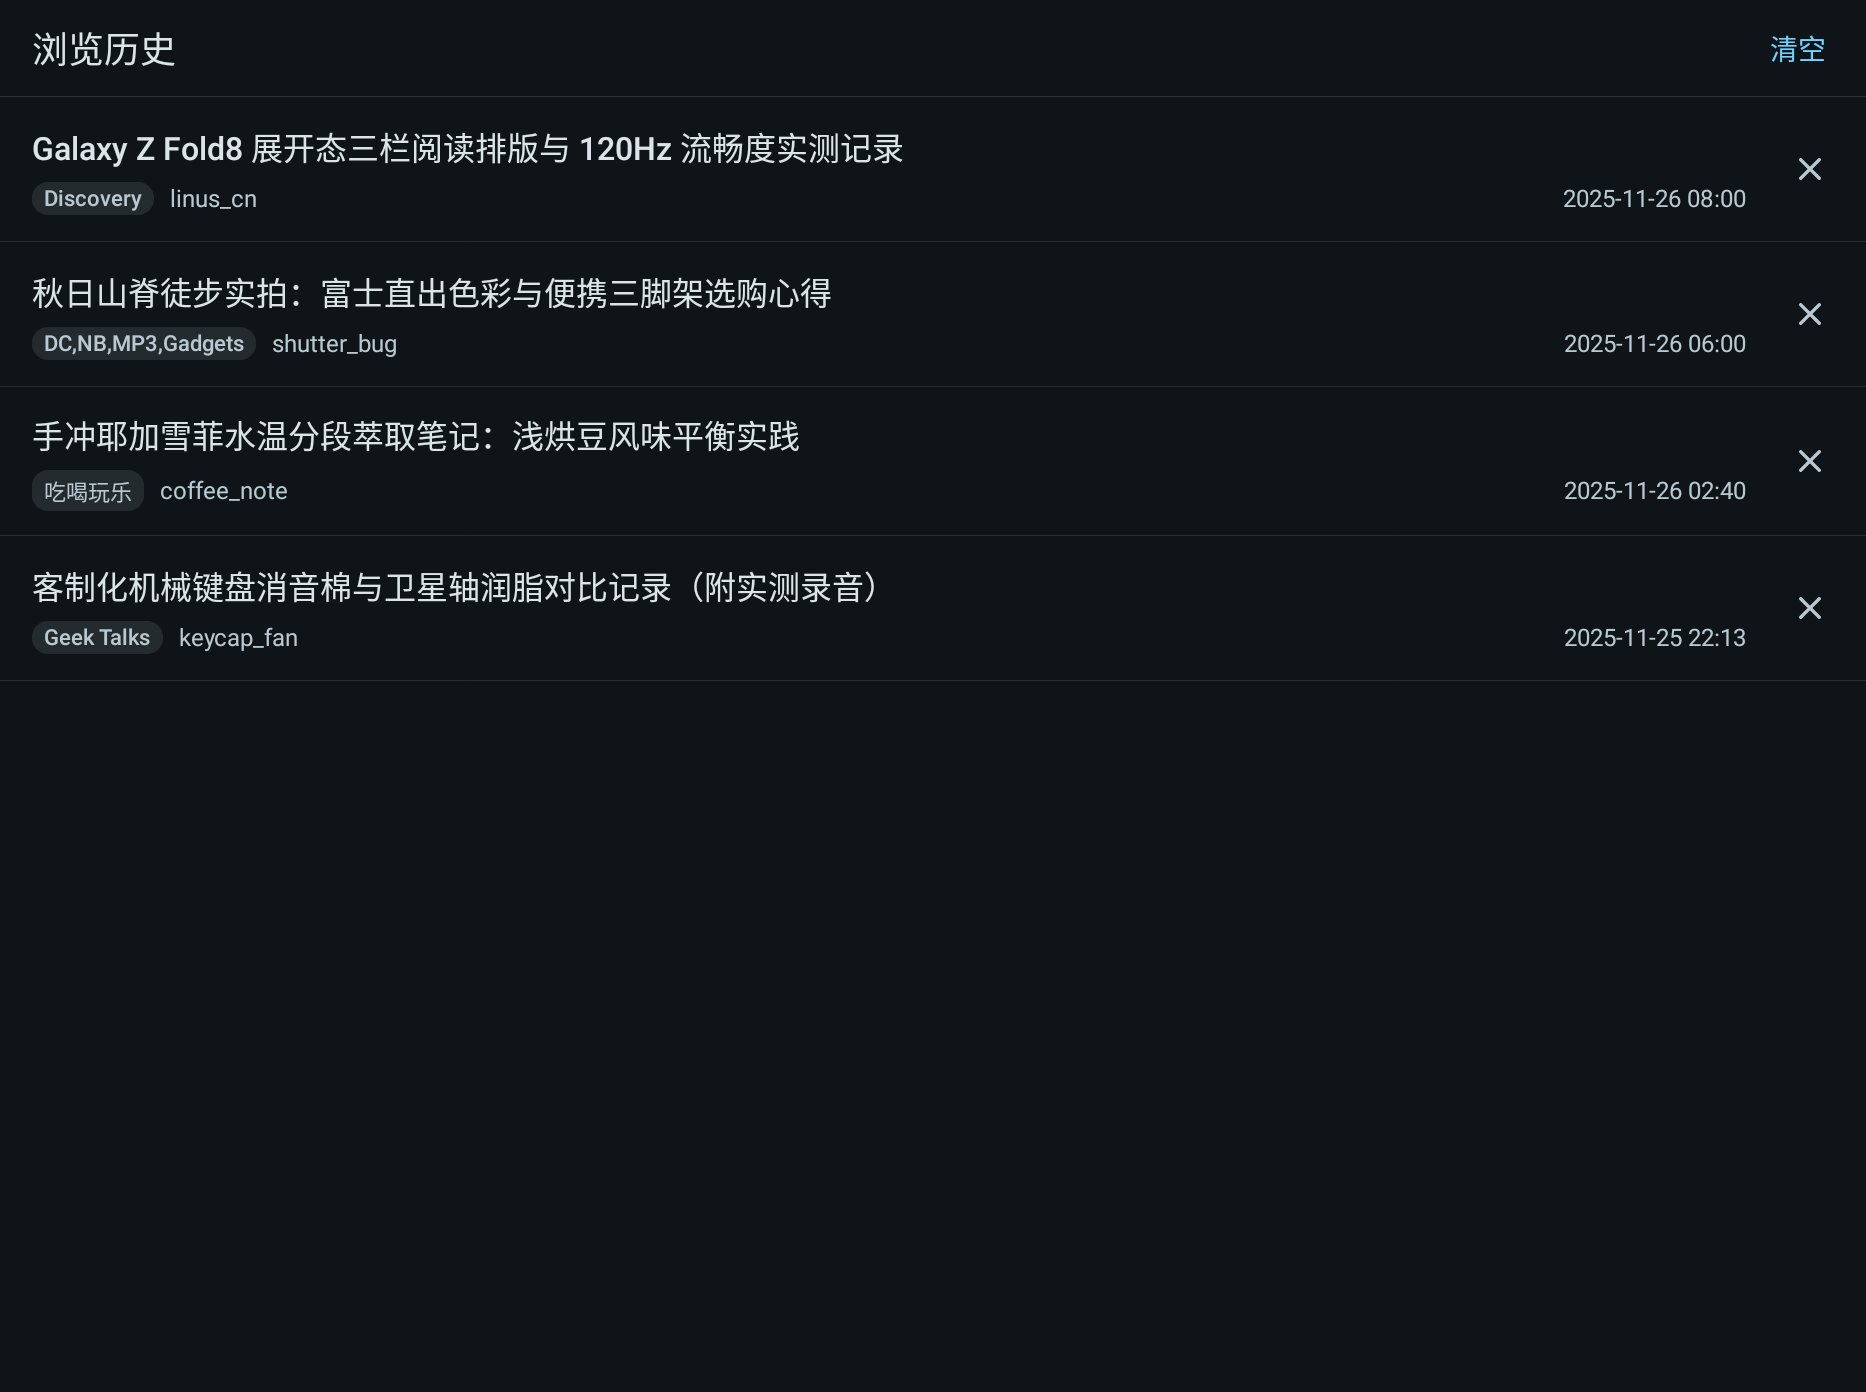 浏览历史
清空
Galaxy Z Fold8 展开态三栏阅读排版与 120Hz 流畅度实测记录
Discovery linus_cn 2025-11-26 08:00
秋日山脊徒步实拍：富士直出色彩与便携三脚架选购心得
DC,NB,MP3,Gadgets shutter_bug 2025-11-26 06:00
手冲耶加雪菲水温分段萃取笔记：浅烘豆风味平衡实践
吃喝玩乐 coffee_note 2025-11-26 02:40
客制化机械键盘消音棉与卫星轴润脂对比记录（附实测录音）
Geek Talks keycap_fan 2025-11-25 22:13